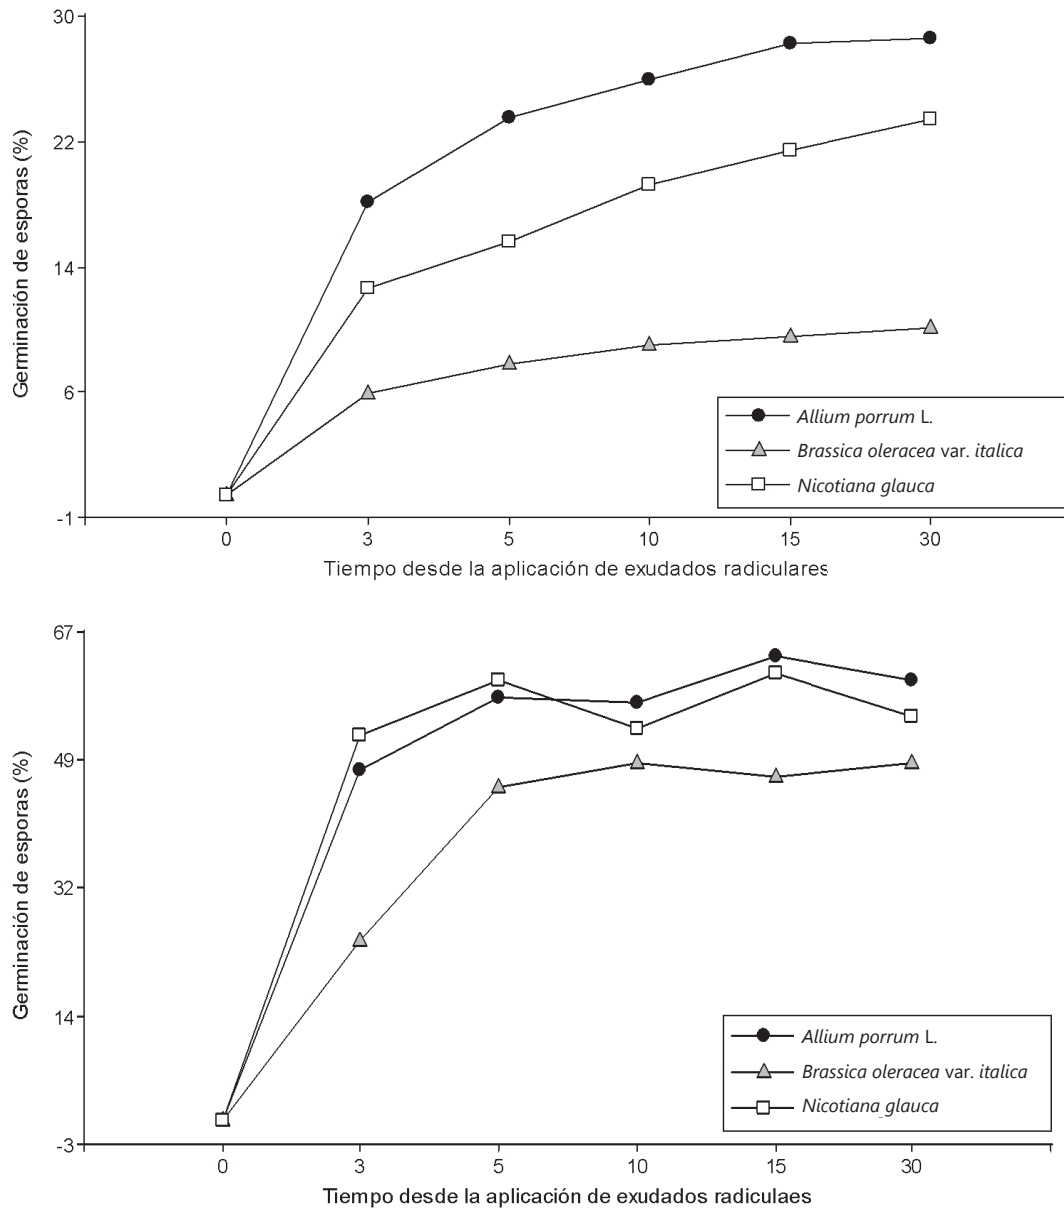 30
22
14
6
-1
Germinación de esporas (%)
Allium porrum L.
Brassica oleracea var. italica
Nicotiana glauca
0 3 5 10 15 30
Tiempo desde la aplicación de exudados radiculares
67
49
32
14
-3
Germinación de esporas (%)
Allium porrum L.
Brassica oleracea var. italica
Nicotiana glauca
0 3 5 10 15 30
Tiempo desde la aplicación de exudados radiculaes